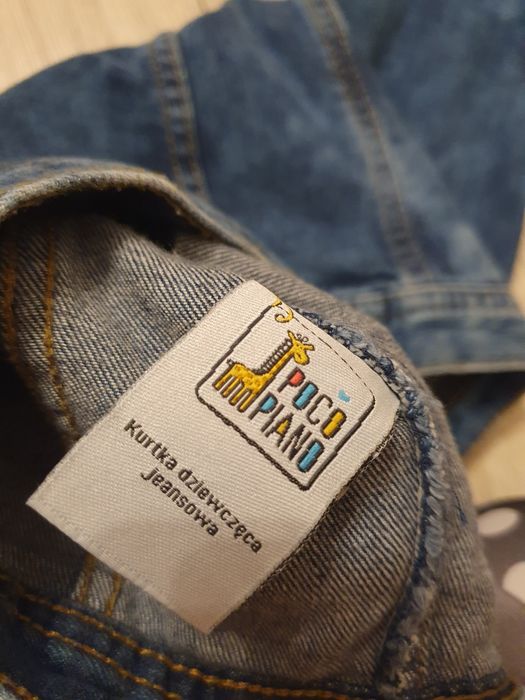 POCO
PIANO
Kurtka dziewczęca
jeansowa